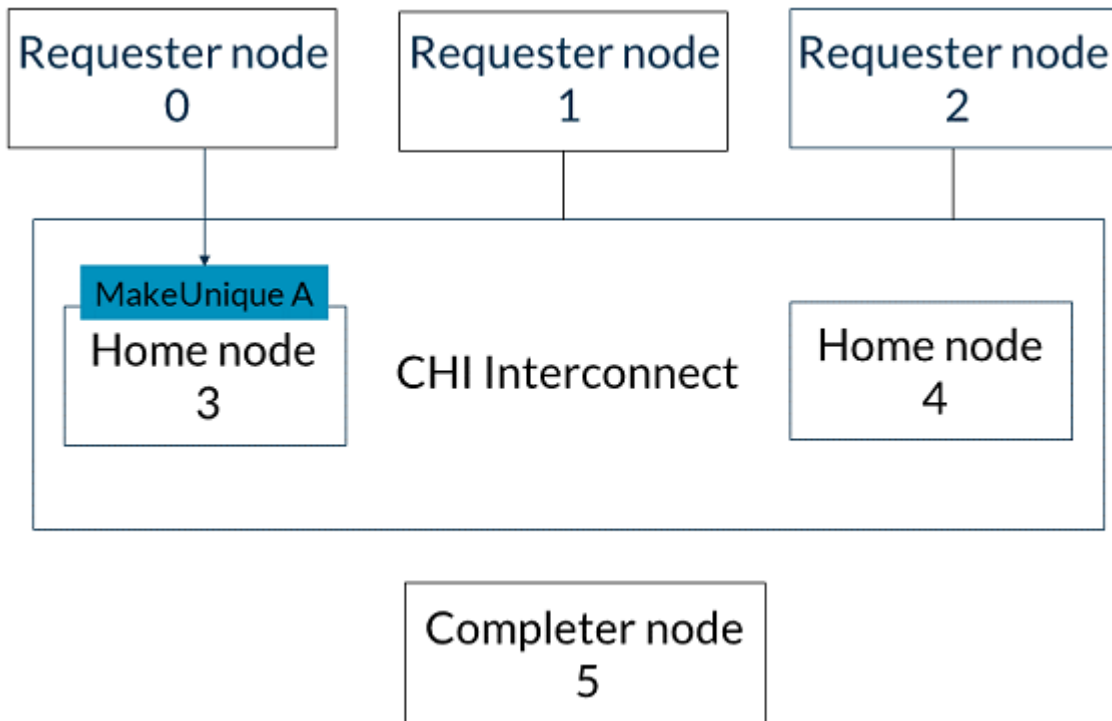 Requester node
0
Requester node
1
Requester node
2
MakeUnique A
Home node
3
CHI Interconnect
Home node
4
Completer node
5